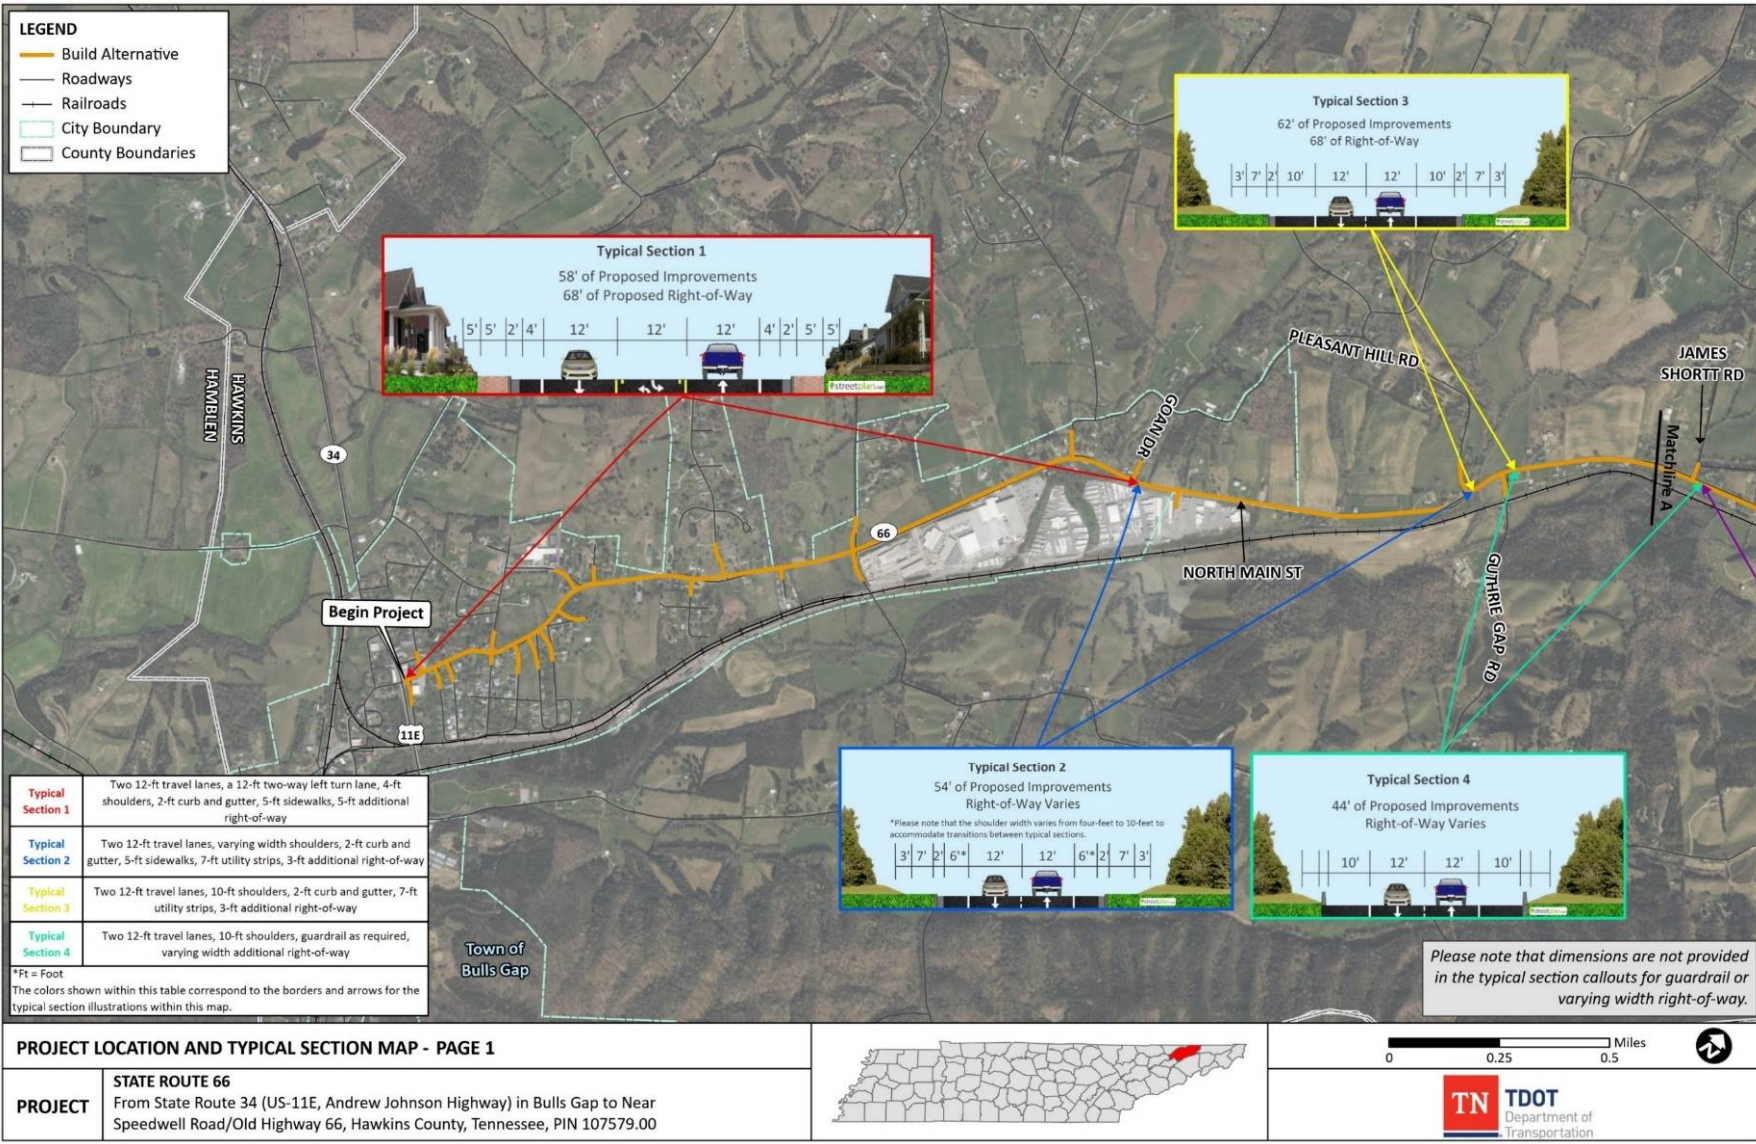 LEGEND
Build Alternative
Roadways
Railroads
City Boundary
County Boundaries
Typical Section 3
62' of Proposed Improvements
68' of Right-of-Way
3' 7' 2' 10' 12' 12' 10' 2' 7' 3'
streetplan.net
Typical Section 1
58' of Proposed Improvements
68' of Proposed Right-of-Way
5' 5' 2' 4' 12' 12' 12' 4' 2' 5' 5'
streetplan.net
PLEASANT HILL RD
JAMES
SHORTT RD
HAMBLEN
HAWKINS
34
GOAN DR
Matchline A
66
NORTH MAIN ST
GUTHRIE GAP RD
Begin Project
11E
Typical Section 2
54' of Proposed Improvements
Right-of-Way Varies
*Please note that the shoulder width varies from four-feet to 10-feet to
accommodate transitions between typical sections.
3' 7' 2' 6'* 12' 12' 6'* 2' 7' 3'
Typical Section 4
44' of Proposed Improvements
Right-of-Way Varies
10' 12' 12' 10'
Typical
Section 1
Two 12-ft travel lanes, a 12-ft two-way left turn lane, 4-ft
shoulders, 2-ft curb and gutter, 5-ft sidewalks, 5-ft additional
right-of-way
Typical
Section 2
Two 12-ft travel lanes, varying width shoulders, 2-ft curb and
gutter, 5-ft sidewalks, 7-ft utility strips, 3-ft additional right-of-way
Typical
Section 3
Two 12-ft travel lanes, 10-ft shoulders, 2-ft curb and gutter, 7-ft
utility strips, 3-ft additional right-of-way
Typical
Section 4
Two 12-ft travel lanes, 10-ft shoulders, guardrail as required,
varying width additional right-of-way
*Ft = Foot
The colors shown within this table correspond to the borders and arrows for the
typical section illustrations within this map.
Town of
Bulls Gap
Please note that dimensions are not provided
in the typical section callouts for guardrail or
varying width right-of-way.
PROJECT LOCATION AND TYPICAL SECTION MAP - PAGE 1
PROJECT
STATE ROUTE 66
From State Route 34 (US-11E, Andrew Johnson Highway) in Bulls Gap to Near
Speedwell Road/Old Highway 66, Hawkins County, Tennessee, PIN 107579.00
Miles
0 0.25 0.5
N
TN
TDOT
Department of
Transportation